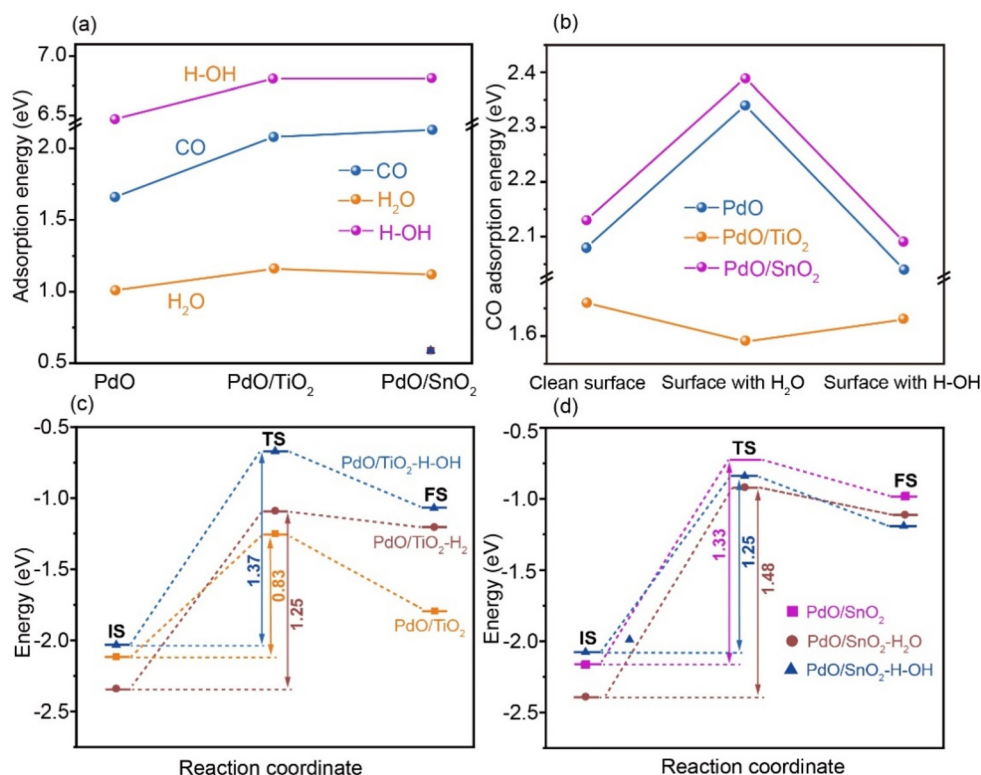 (a)
Adsorption energy (eV)
7.0
6.5
2.0
1.5
1.0
0.5
H-OH
CO
H₂O
CO
H₂O
H-OH
PdO
PdO/TiO₂
PdO/SnO₂
(b)
CO adsorption energy (eV)
2.4
2.3
2.2
2.1
1.6
PdO
PdO/TiO₂
PdO/SnO₂
Clean surface
Surface with H₂O
Surface with H-OH
(c)
Energy (eV)
-0.5
-1.0
-1.5
-2.0
-2.5
IS
TS
FS
PdO/TiO₂-H-OH
PdO/TiO₂-H₂
PdO/TiO₂
1.37
0.83
1.25
Reaction coordinate
(d)
Energy (eV)
-0.5
-1.0
-1.5
-2.0
-2.5
IS
TS
FS
1.33
1.25
1.48
PdO/SnO₂
PdO/SnO₂-H₂O
PdO/SnO₂-H-OH
Reaction coordinate